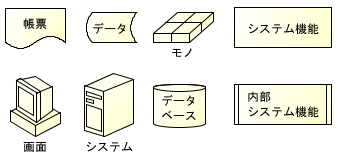 帳票
データ
モノ
システム機能
画面
システム
データ
ベース
内部
システム機能